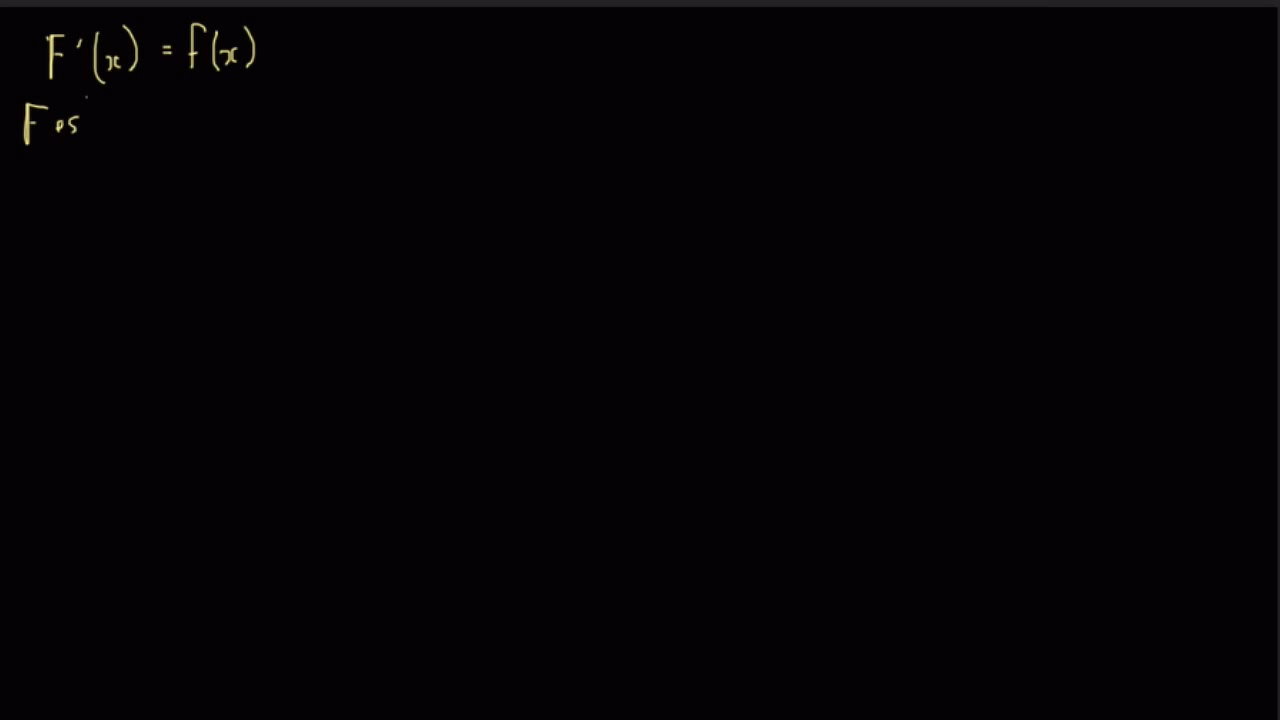 F'(x) = f(x)
F es